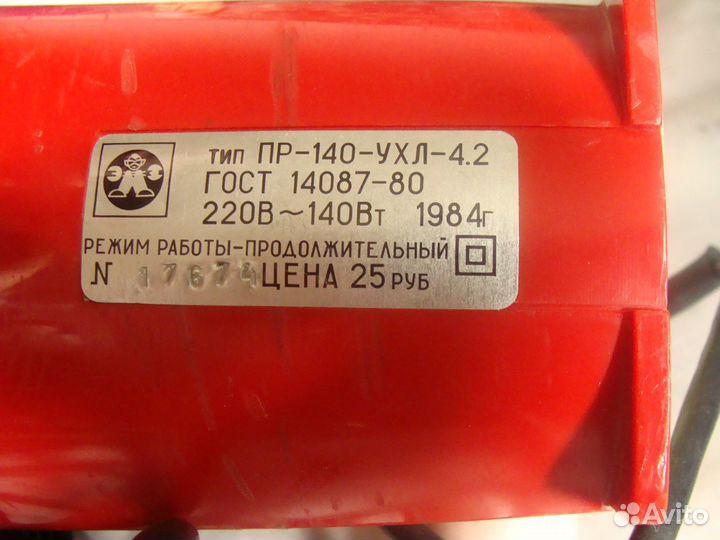 тип ПР-140-УХЛ-4.2
ГОСТ 14087-80
220В~140Вт 1984г
РЕЖИМ РАБОТЫ-ПРОДОЛЖИТЕЛЬНЫЙ
N 17674 ЦЕНА 25 РУБ
Avito